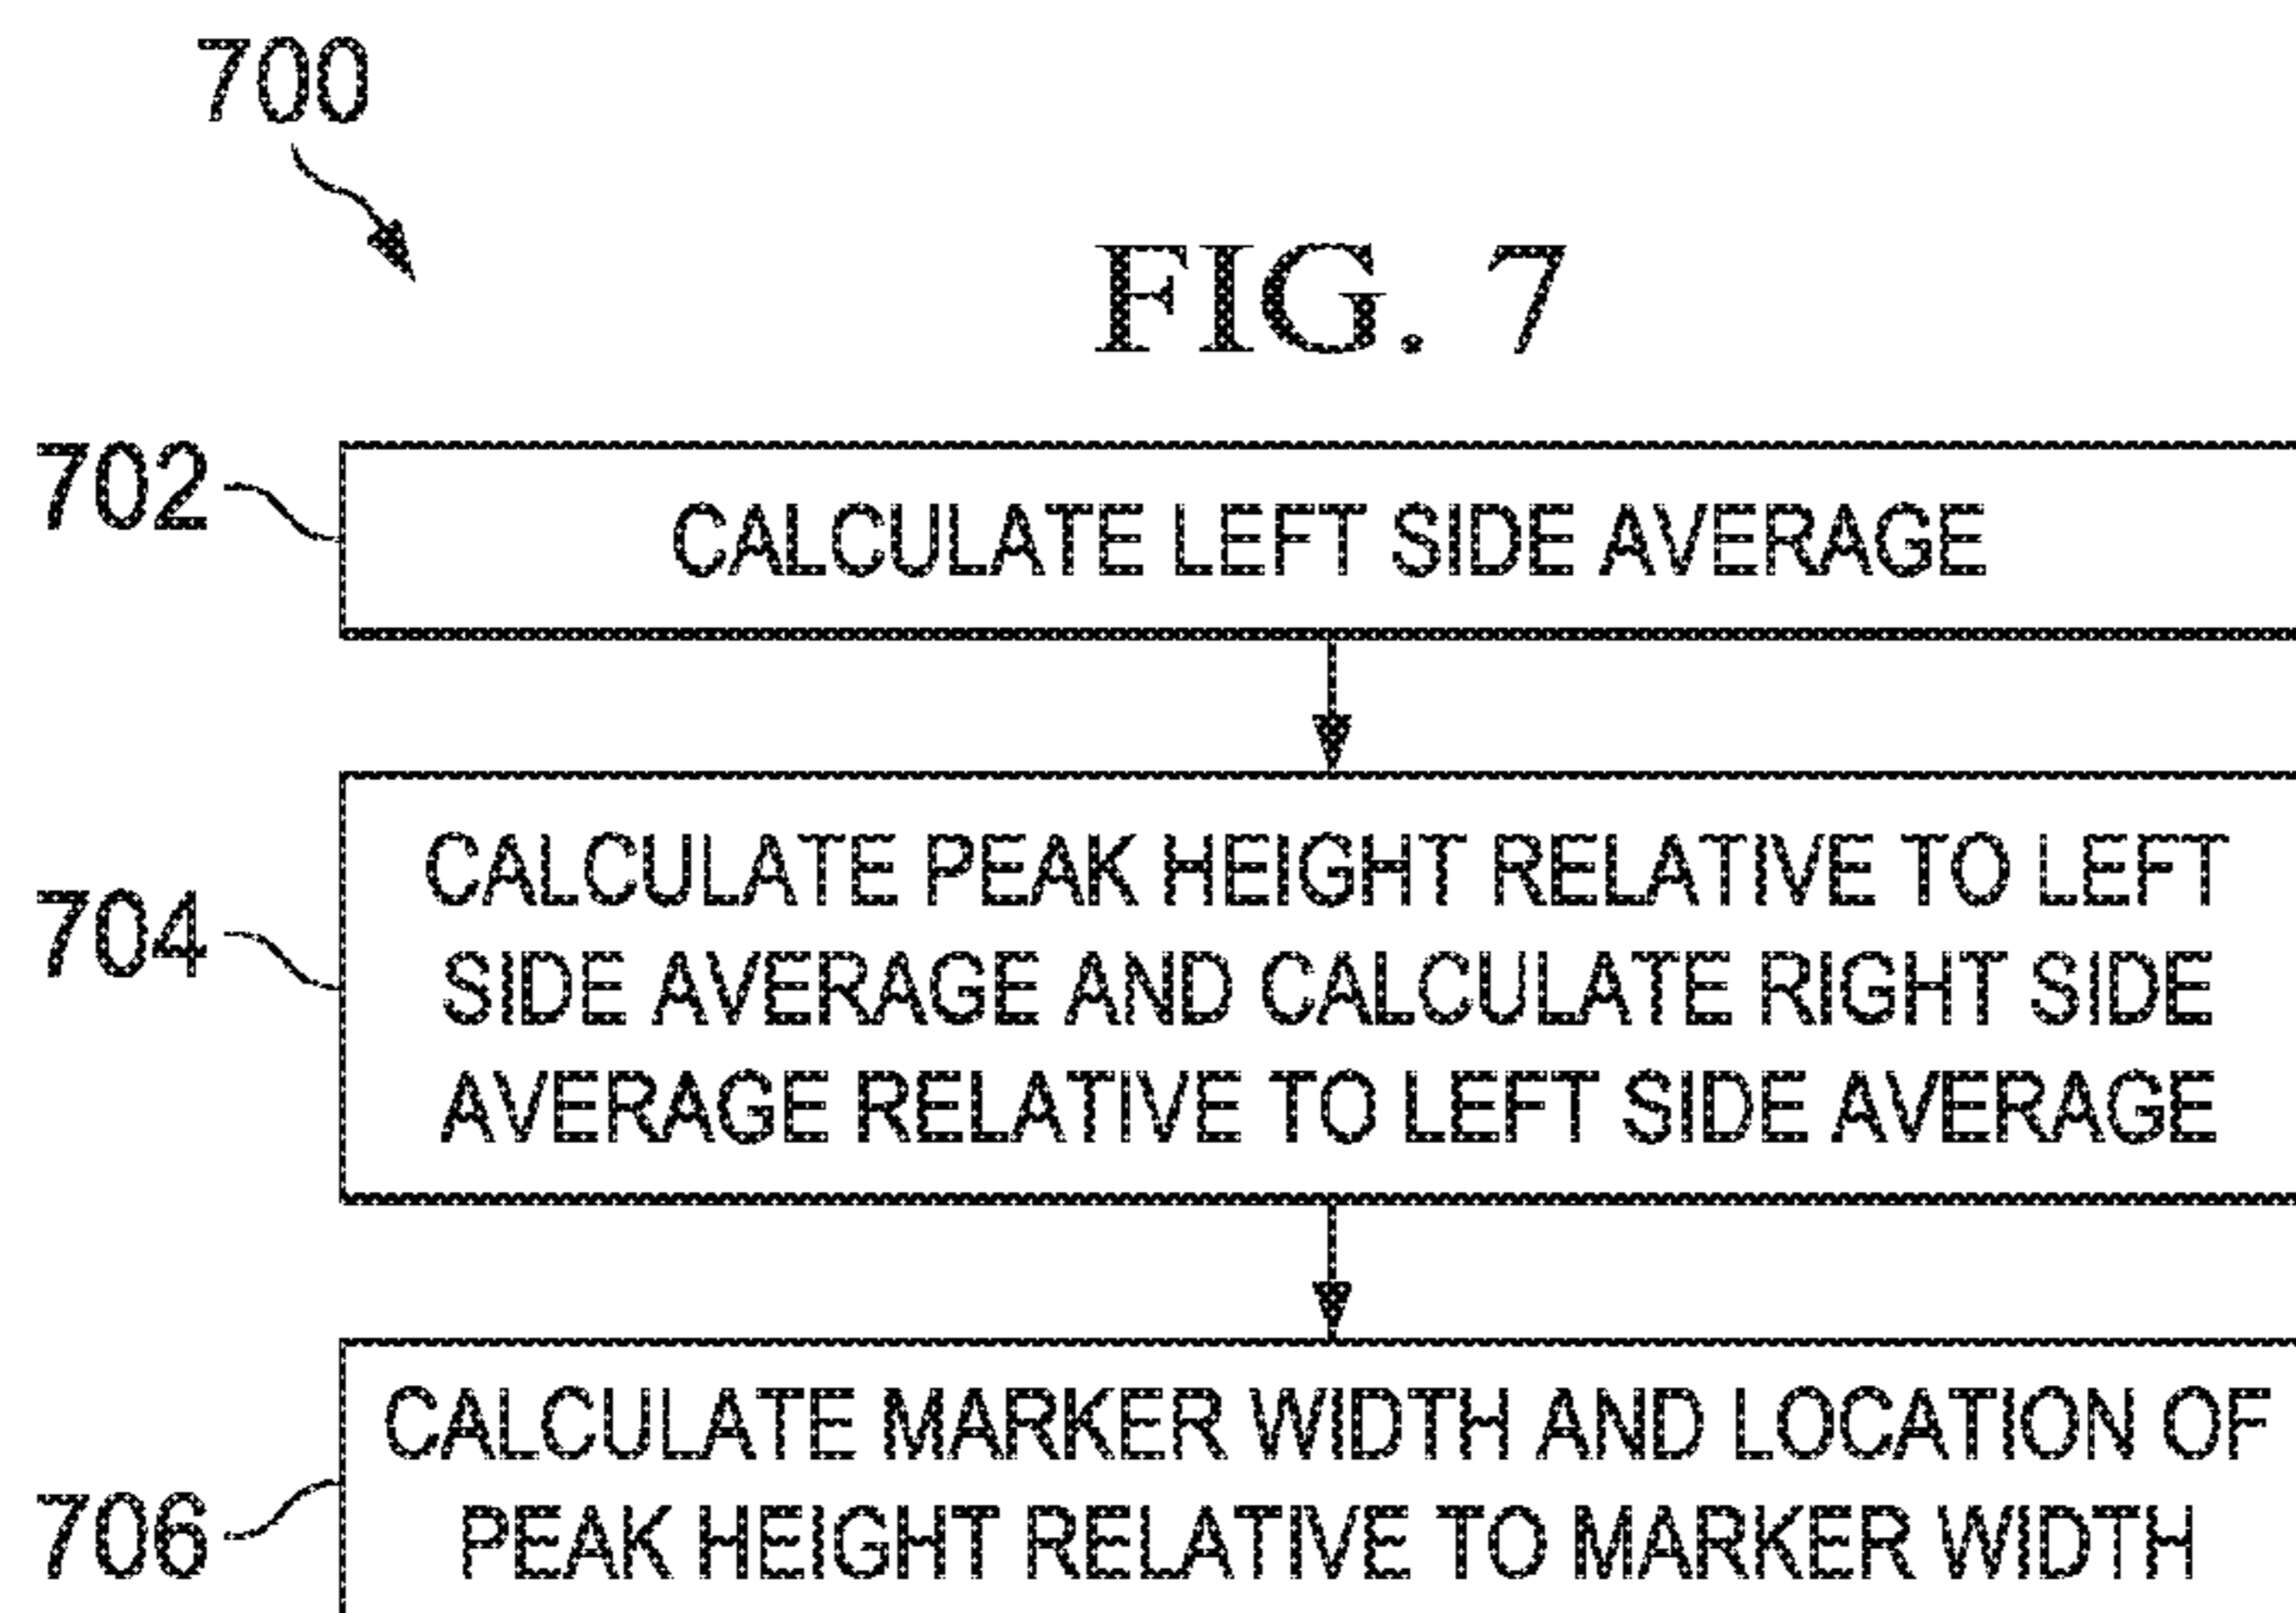 700
FIG. 7
702
CALCULATE LEFT SIDE AVERAGE
704
CALCULATE PEAK HEIGHT RELATIVE TO LEFT
SIDE AVERAGE AND CALCULATE RIGHT SIDE
AVERAGE RELATIVE TO LEFT SIDE AVERAGE
706
CALCULATE MARKER WIDTH AND LOCATION OF
PEAK HEIGHT RELATIVE TO MARKER WIDTH